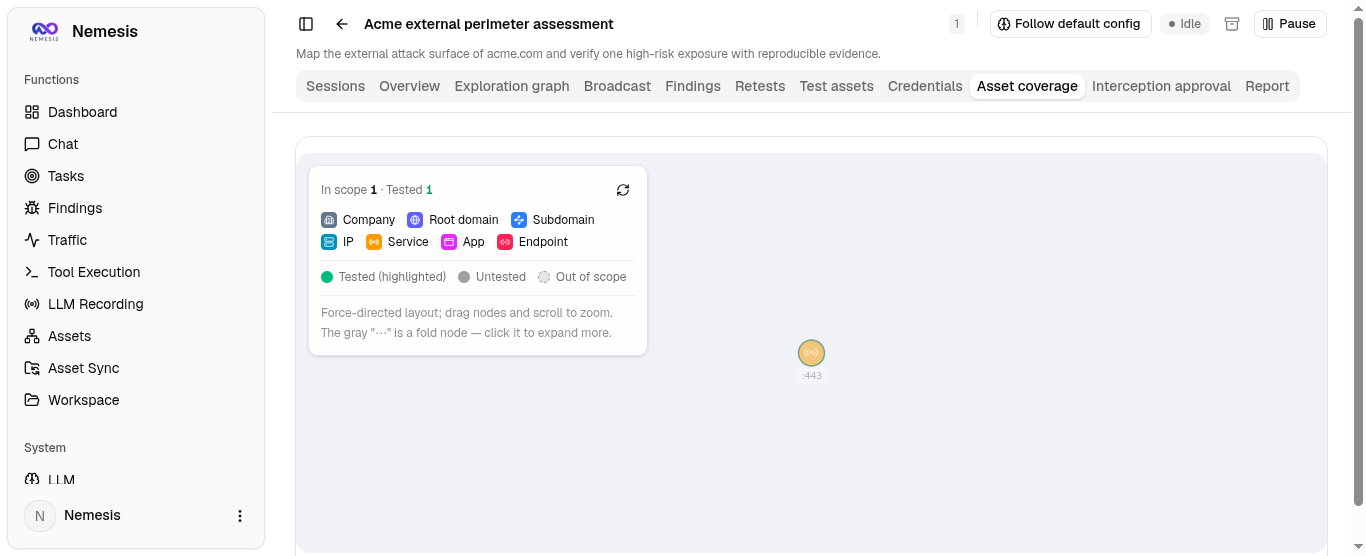 NEMESIS
Nemesis
Functions
Dashboard
Chat
Tasks
Findings
Traffic
Tool Execution
LLM Recording
Assets
Asset Sync
Workspace
System
LLM
N
Nemesis
Acme external perimeter assessment
1
Follow default config
Idle
Pause
Map the external attack surface of acme.com and verify one high-risk exposure with reproducible evidence.
Sessions Overview Exploration graph Broadcast Findings Retests Test assets Credentials Asset coverage Interception approval Report
In scope 1 · Tested 1
Company Root domain Subdomain
IP Service App Endpoint
Tested (highlighted) Untested Out of scope
Force-directed layout; drag nodes and scroll to zoom.
The gray "···" is a fold node — click it to expand more.
:443